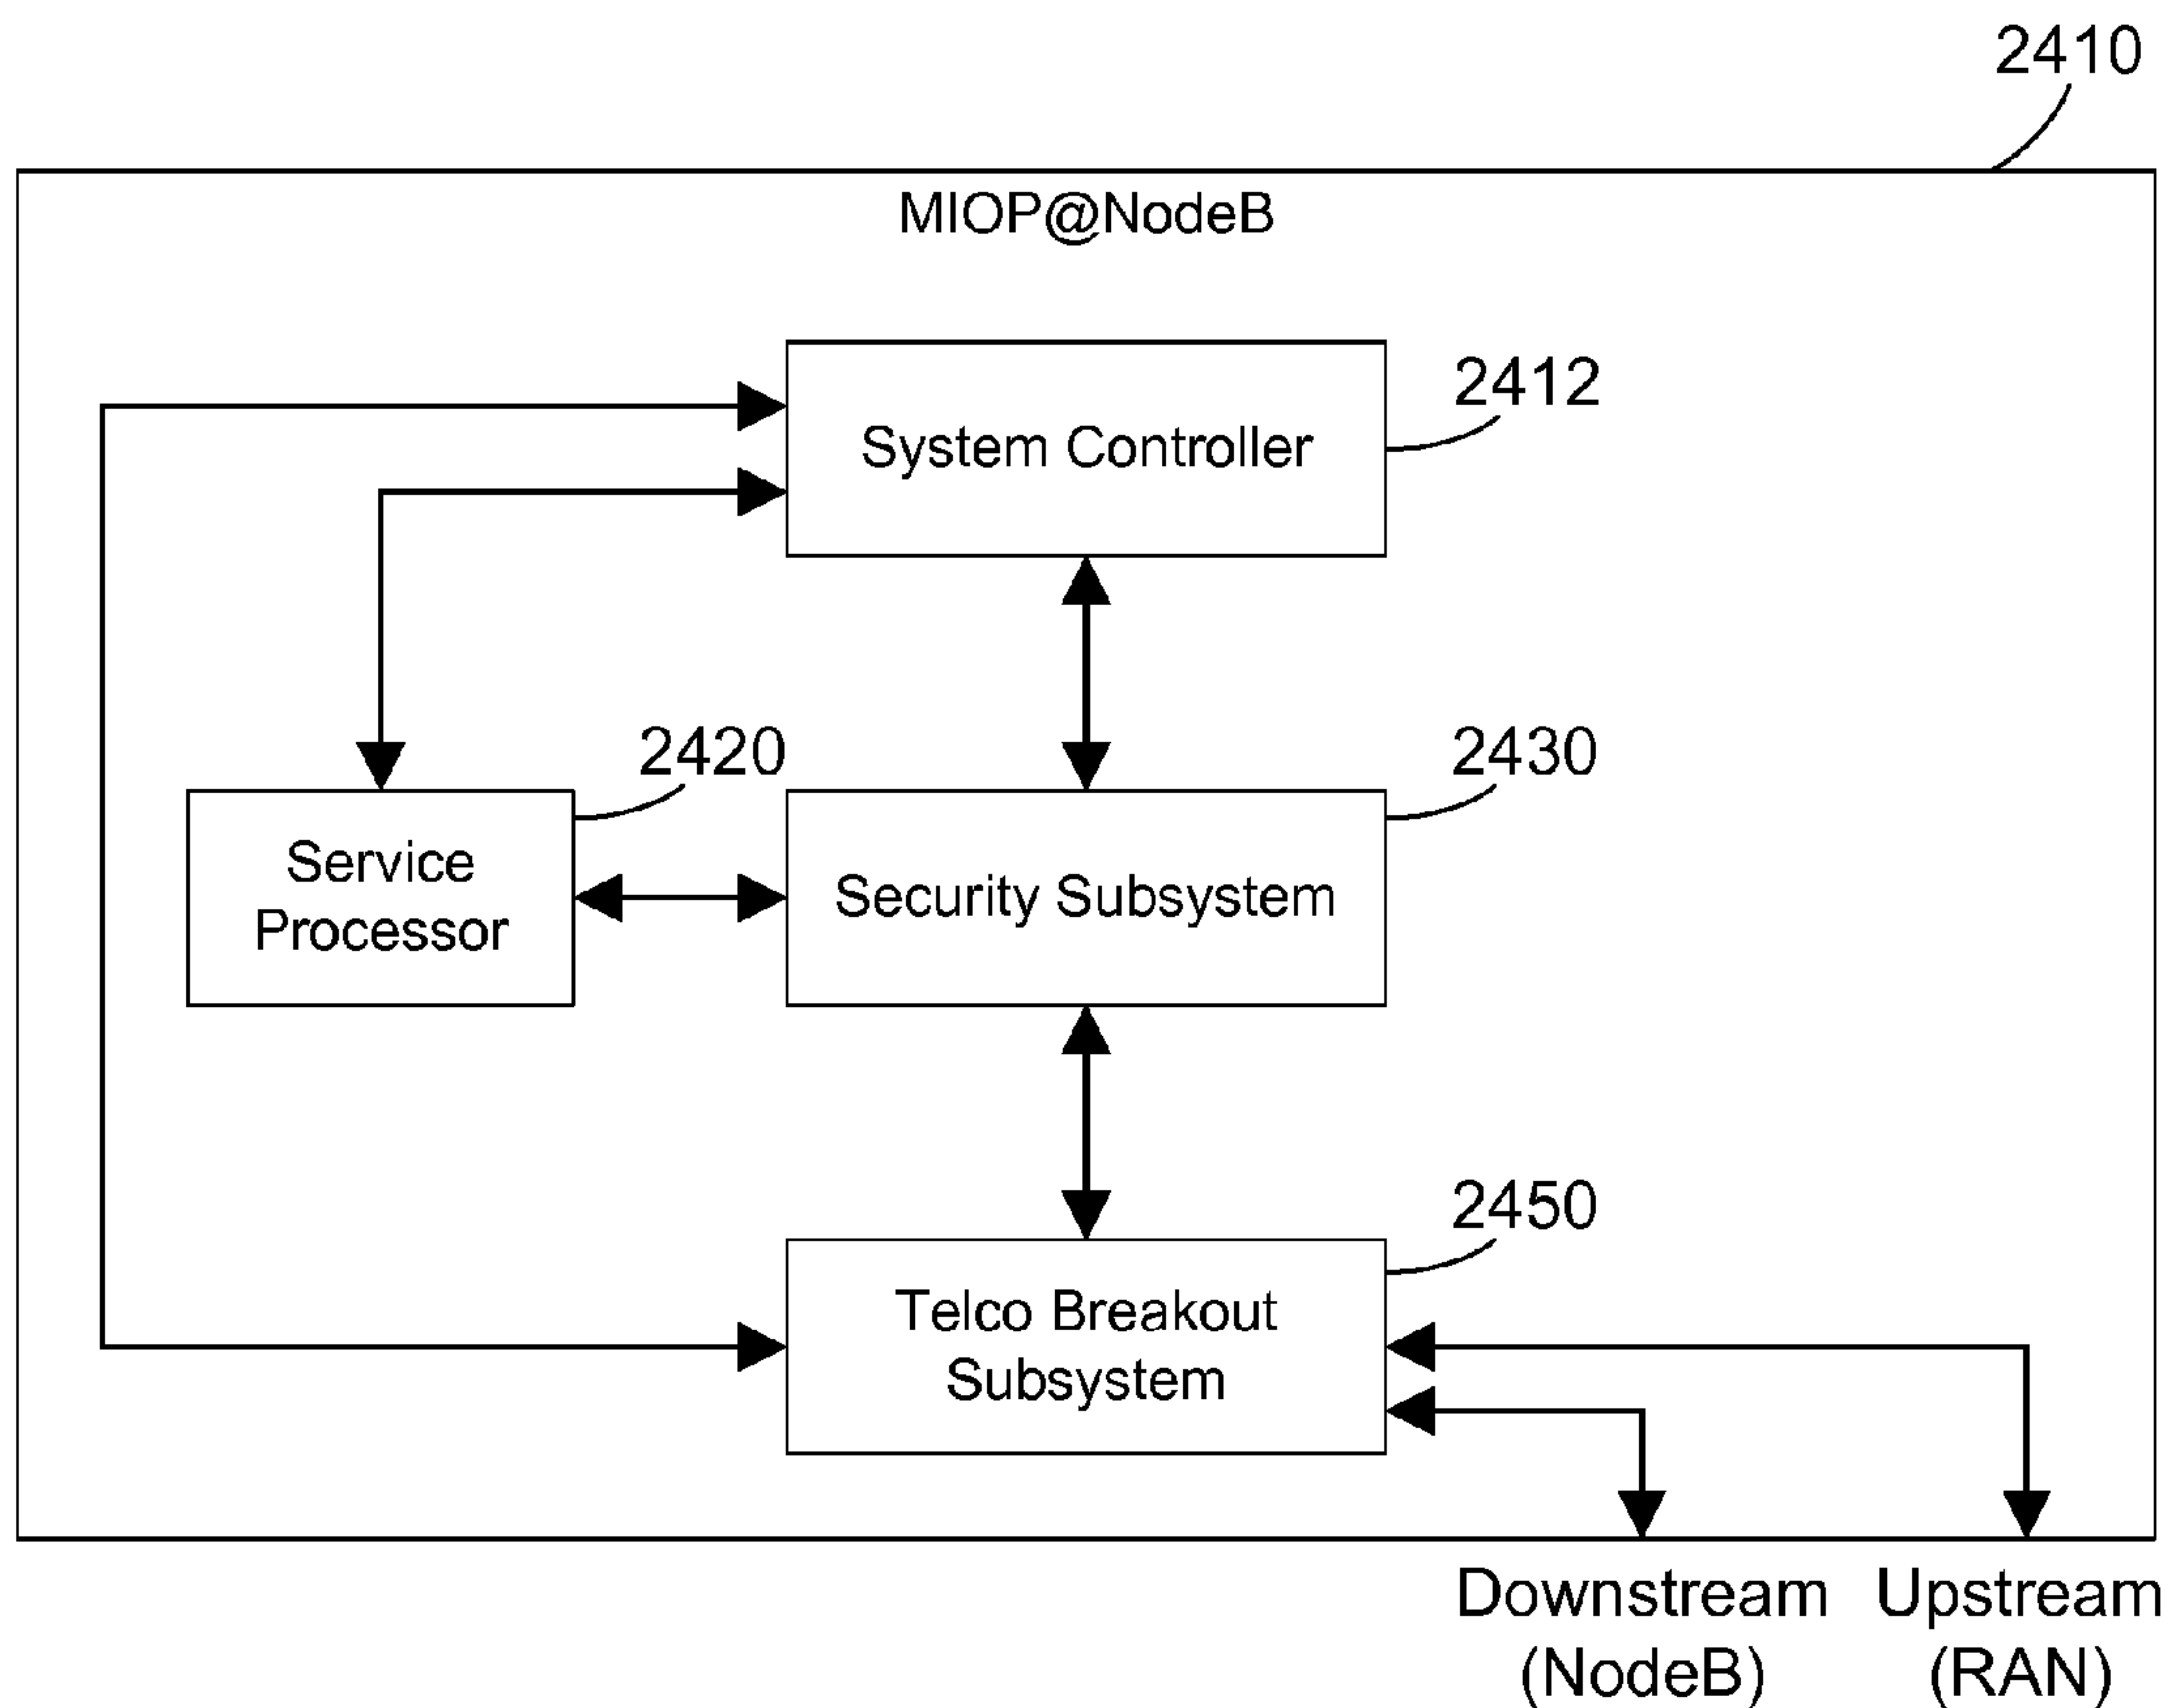 2410
MIOP@NodeB
2412
System Controller
2420
2430
Service
Processor
Security Subsystem
2450
Telco Breakout
Subsystem
Downstream
(NodeB)
Upstream
(RAN)